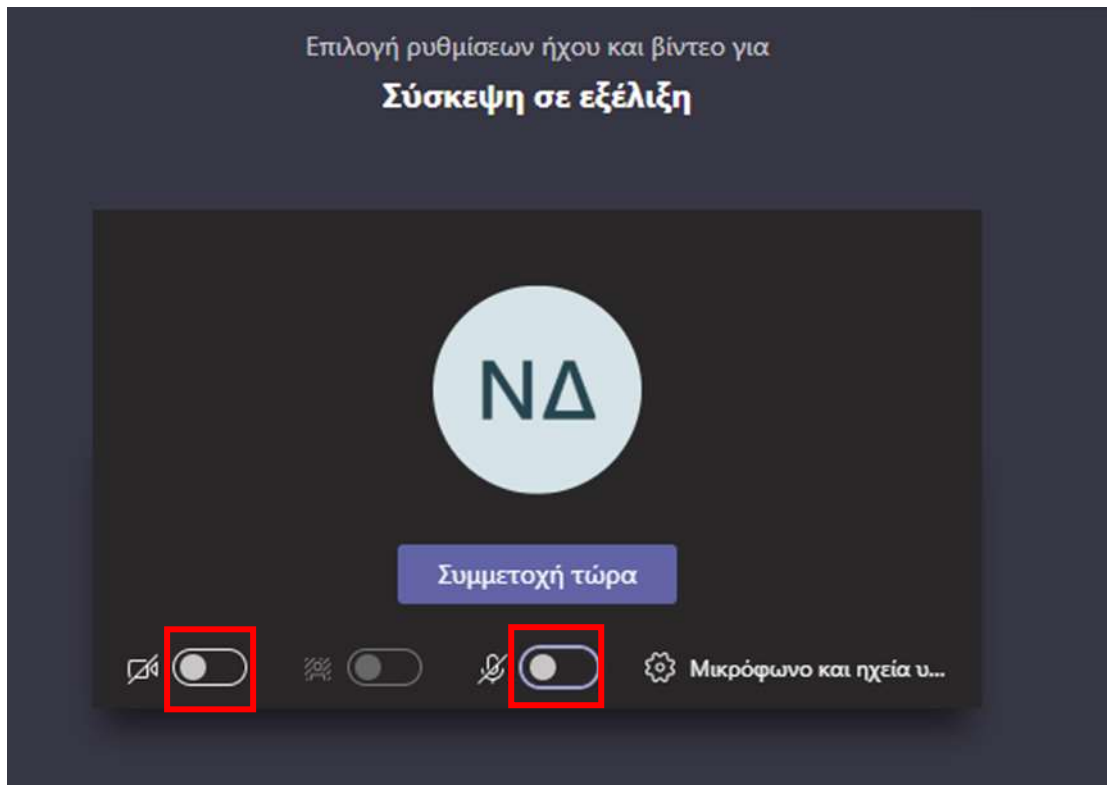 Επιλογή ρυθμίσεων ήχου και βίντεο για
Σύσκεψη σε εξέλιξη
ΝΔ
Συμμετοχή τώρα
Μικρόφωνο και ηχεία υ...